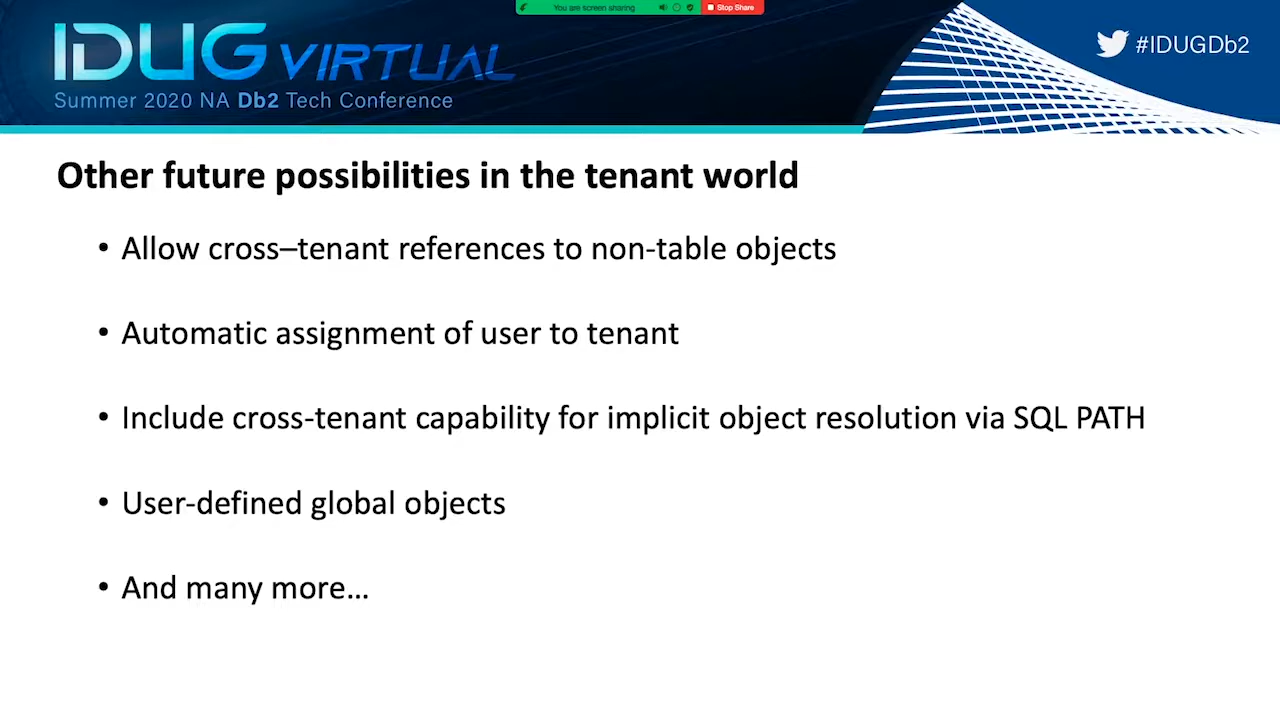 You are screen sharing
Stop Share
IDUG VIRTUAL
Summer 2020 NA Db2 Tech Conference
#IDUGDb2
Other future possibilities in the tenant world
• Allow cross–tenant references to non-table objects
• Automatic assignment of user to tenant
• Include cross-tenant capability for implicit object resolution via SQL PATH
• User-defined global objects
• And many more…